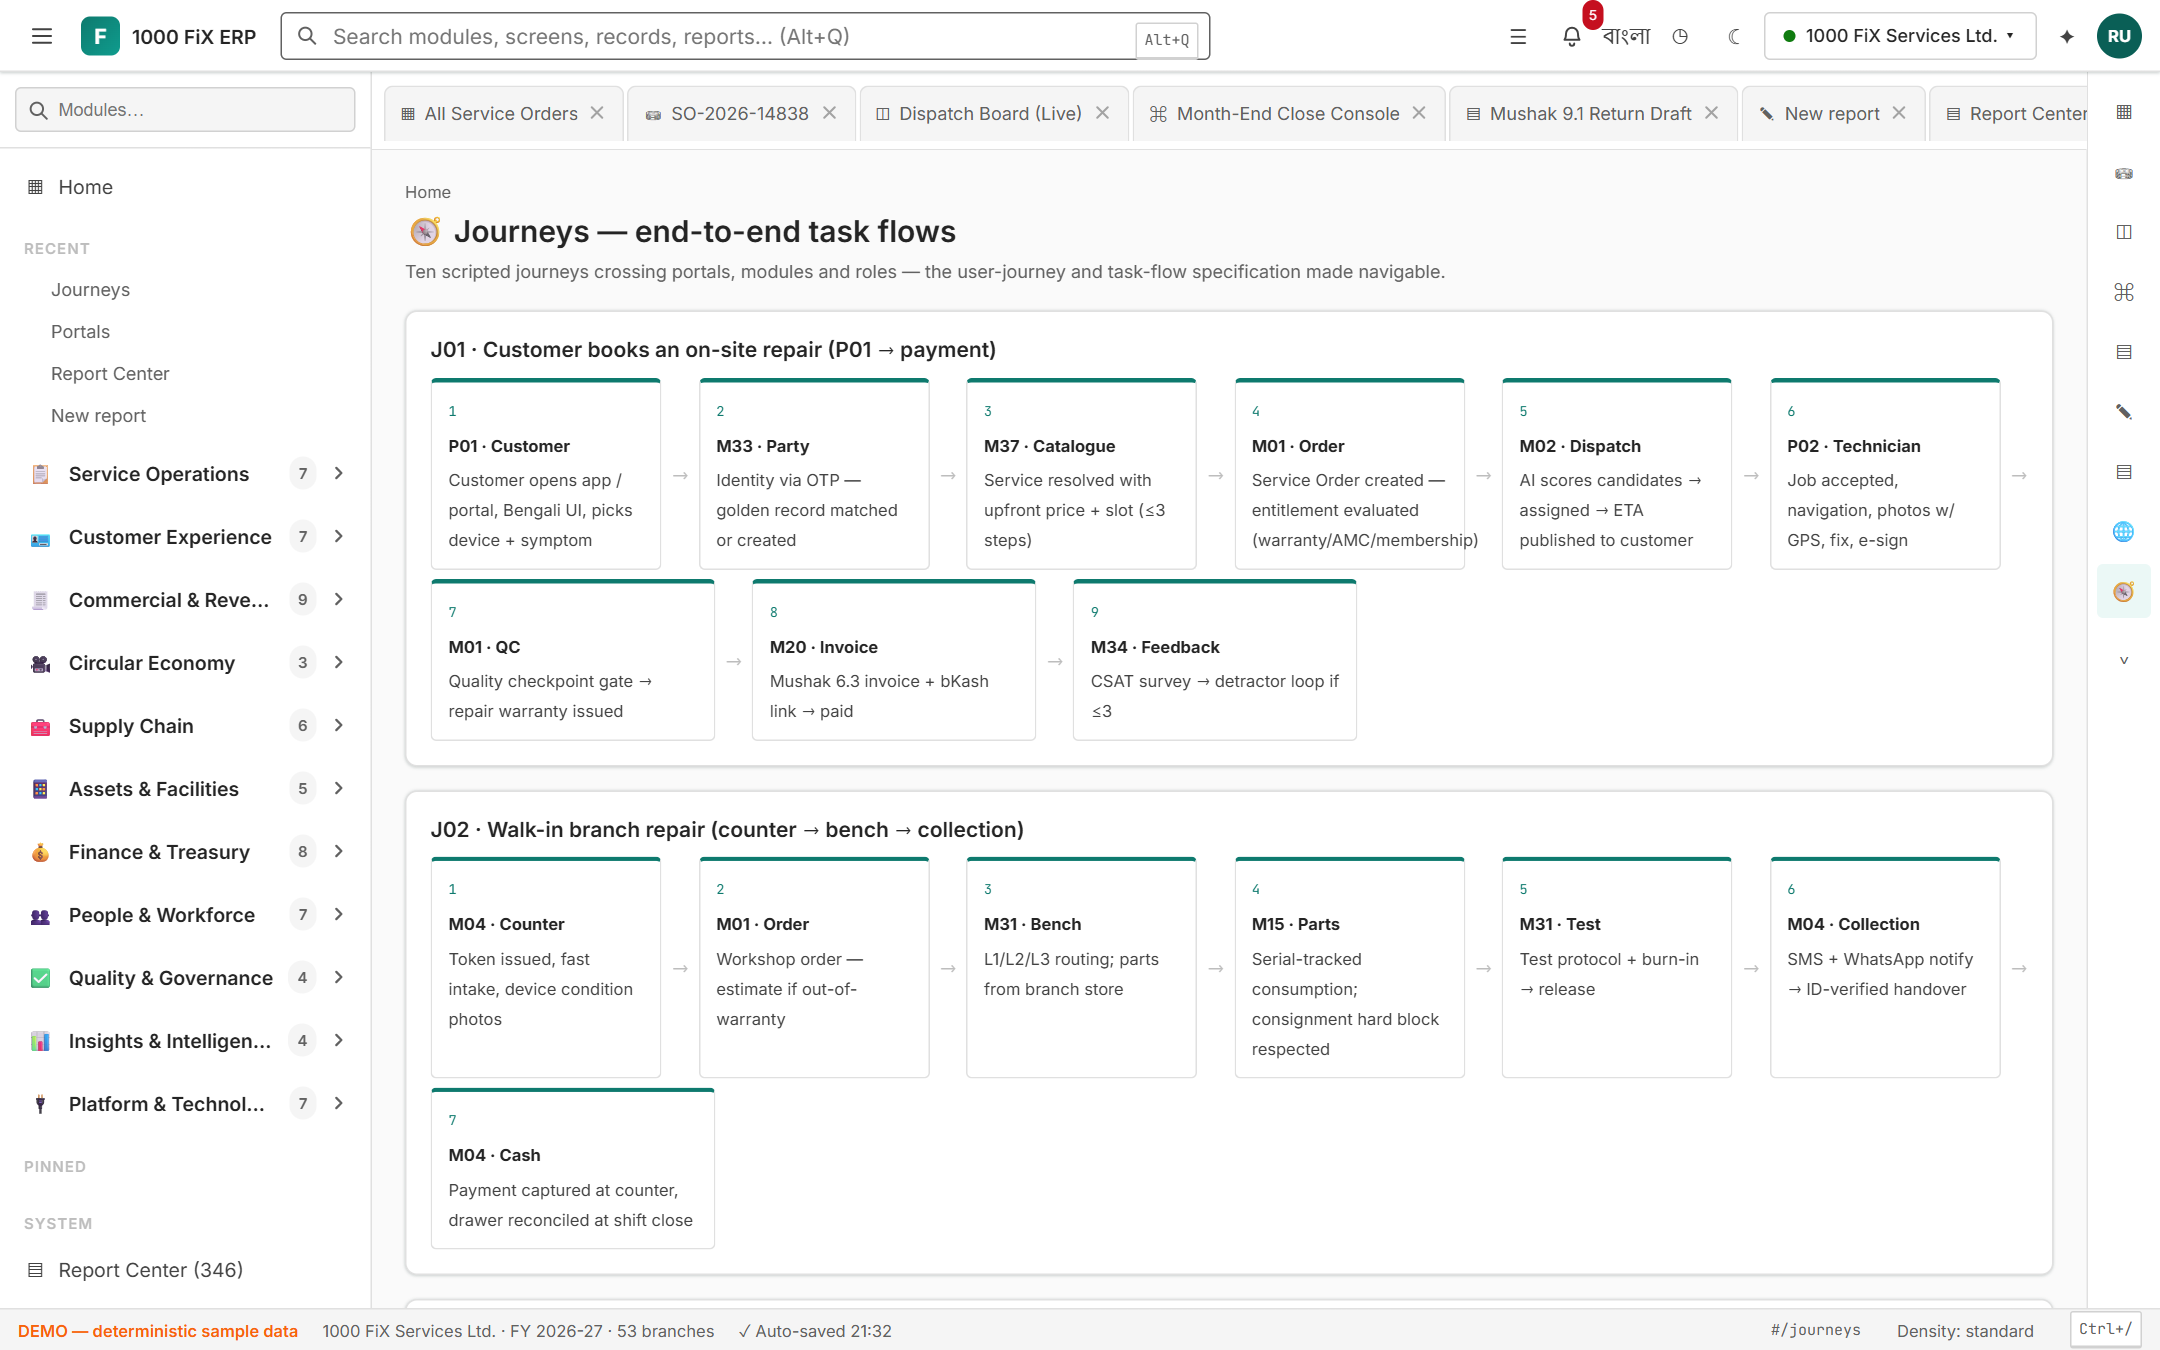 F 1000 FiX ERP
Search modules, screens, records, reports... (Alt+Q)
Alt+Q
5
বাংলা
1000 FiX Services Ltd.
RU
Modules...
All Service Orders
SO-2026-14838
Dispatch Board (Live)
Month-End Close Console
Mushak 9.1 Return Draft
New report
Report Center
Home
RECENT
Journeys
Portals
Report Center
New report
Service Operations 7
Customer Experience 7
Commercial & Reve... 9
Circular Economy 3
Supply Chain 6
Assets & Facilities 5
Finance & Treasury 8
People & Workforce 7
Quality & Governance 4
Insights & Intelligen... 4
Platform & Technol... 7
PINNED
SYSTEM
Report Center (346)
Home
Journeys — end-to-end task flows
Ten scripted journeys crossing portals, modules and roles — the user-journey and task-flow specification made navigable.
J01 · Customer books an on-site repair (P01 → payment)
1
P01 · Customer
Customer opens app /
portal, Bengali UI, picks
device + symptom
→
2
M33 · Party
Identity via OTP —
golden record matched
or created
→
3
M37 · Catalogue
Service resolved with
upfront price + slot (≤3
steps)
→
4
M01 · Order
Service Order created —
entitlement evaluated
(warranty/AMC/membership)
→
5
M02 · Dispatch
AI scores candidates →
assigned → ETA
published to customer
→
6
P02 · Technician
Job accepted,
navigation, photos w/
GPS, fix, e-sign
→
7
M01 · QC
Quality checkpoint gate →
repair warranty issued
→
8
M20 · Invoice
Mushak 6.3 invoice + bKash
link → paid
→
9
M34 · Feedback
CSAT survey → detractor loop if
≤3
J02 · Walk-in branch repair (counter → bench → collection)
1
M04 · Counter
Token issued, fast
intake, device condition
photos
→
2
M01 · Order
Workshop order —
estimate if out-of-
warranty
→
3
M31 · Bench
L1/L2/L3 routing; parts
from branch store
→
4
M15 · Parts
Serial-tracked
consumption;
consignment hard block
respected
→
5
M31 · Test
Test protocol + burn-in
→ release
→
6
M04 · Collection
SMS + WhatsApp notify
→ ID-verified handover
→
7
M04 · Cash
Payment captured at counter,
drawer reconciled at shift close
DEMO — deterministic sample data
1000 FiX Services Ltd. · FY 2026-27 · 53 branches
✓ Auto-saved 21:32
#/journeys
Density: standard
Ctrl+/